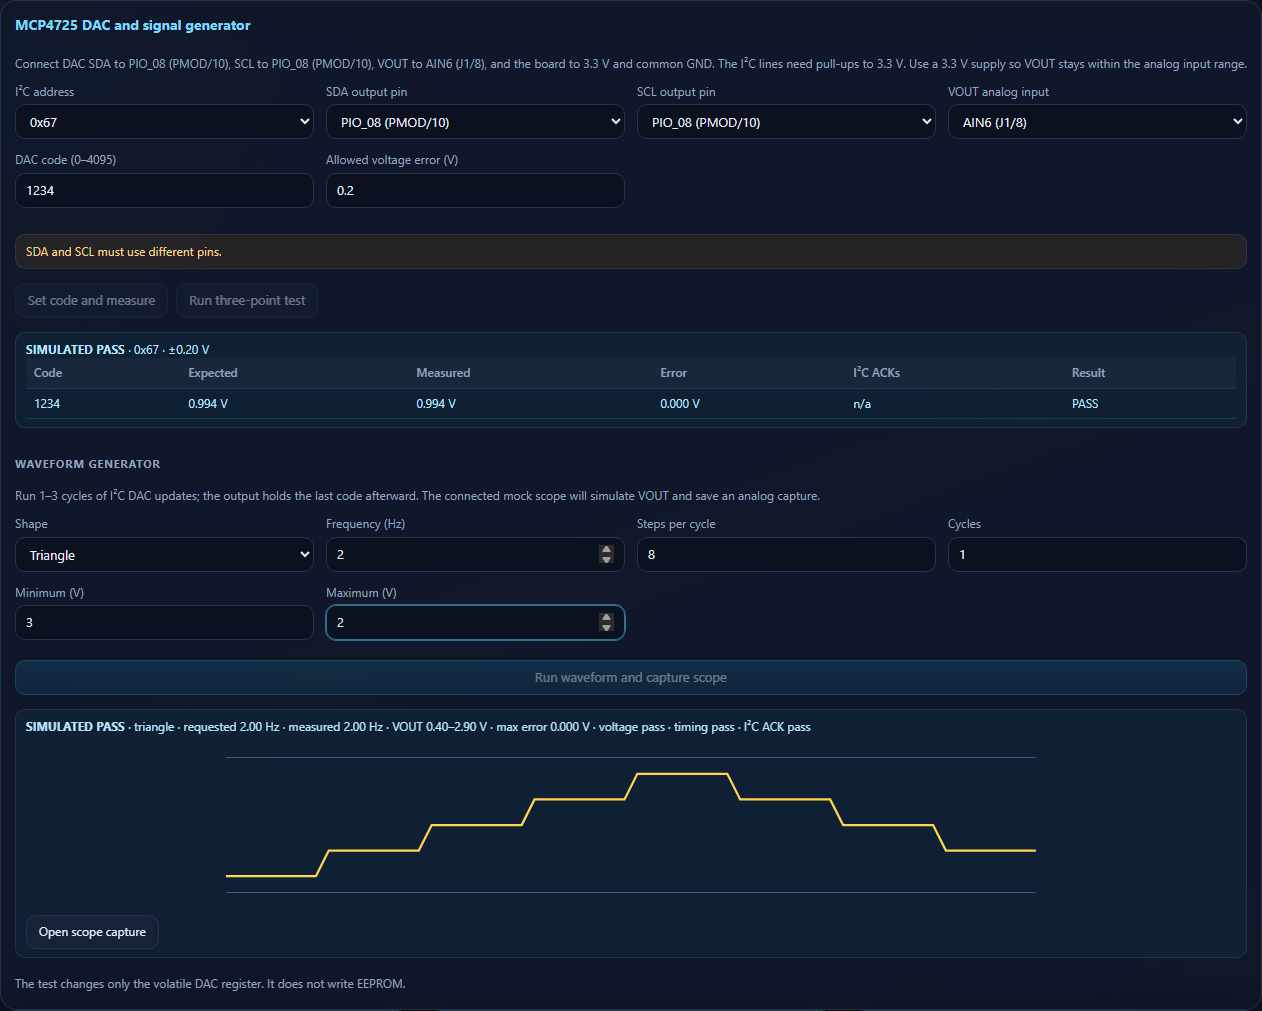 MCP4725 DAC and signal generator
Connect DAC SDA to PIO_08 (PMOD/10), SCL to PIO_08 (PMOD/10), VOUT to AIN6 (J1/8), and the board to 3.3 V and common GND. The I²C lines need pull-ups to 3.3 V. Use a 3.3 V supply so VOUT stays within the analog input range.
I²C address SDA output pin SCL output pin VOUT analog input
0x67 PIO_08 (PMOD/10) PIO_08 (PMOD/10) AIN6 (J1/8)
DAC code (0–4095) Allowed voltage error (V)
1234 0.2
SDA and SCL must use different pins.
Set code and measure Run three-point test
SIMULATED PASS · 0x67 · ±0.20 V
Code Expected Measured Error I²C ACKs Result
1234 0.994 V 0.994 V 0.000 V n/a PASS
WAVEFORM GENERATOR
Run 1–3 cycles of I²C DAC updates; the output holds the last code afterward. The connected mock scope will simulate VOUT and save an analog capture.
Shape Frequency (Hz) Steps per cycle Cycles
Triangle 2 8 1
Minimum (V) Maximum (V)
3 2
Run waveform and capture scope
SIMULATED PASS · triangle · requested 2.00 Hz · measured 2.00 Hz · VOUT 0.40–2.90 V · max error 0.000 V · voltage pass · timing pass · I²C ACK pass
Open scope capture
The test changes only the volatile DAC register. It does not write EEPROM.